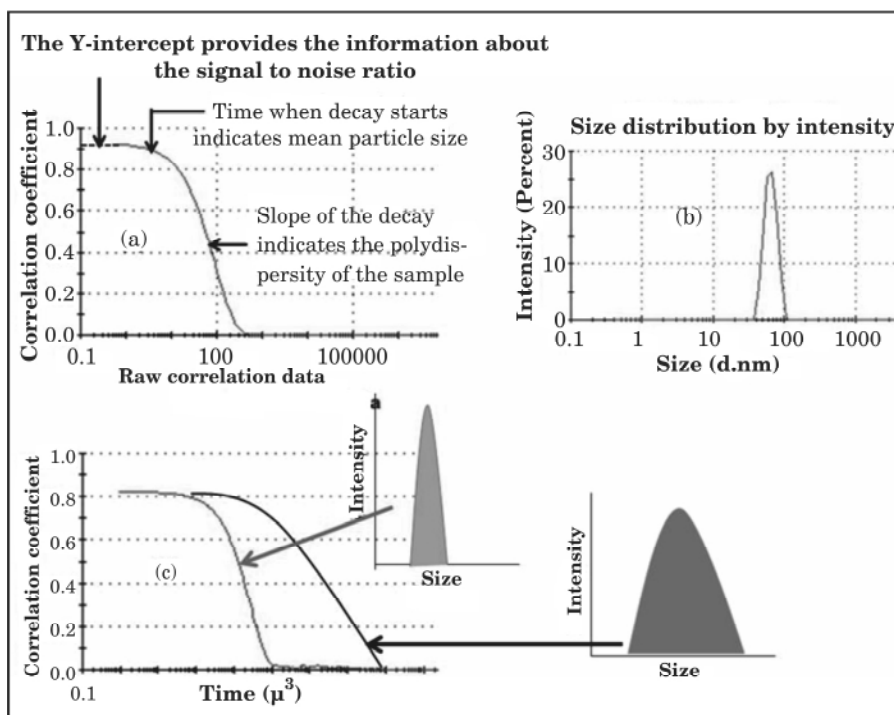 The Y-intercept provides the information about
the signal to noise ratio
Time when decay starts
indicates mean particle size
Correlation coefficient
1.0
0.8
0.6
0.4
0.2
0.0
(a)
Slope of the decay
indicates the polydis-
persity of the sample
0.1
100
100000
Raw correlation data
Size distribution by intensity
Intensity (Percent)
30
20
10
0
(b)
0.1
1
10
100
1000
Size (d.nm)
Correlation coefficient
1.0
0.8
0.6
0.4
0.2
0.0
(c)
0.1
Time (µ³)
a
Intensity
Size
Intensity
Size